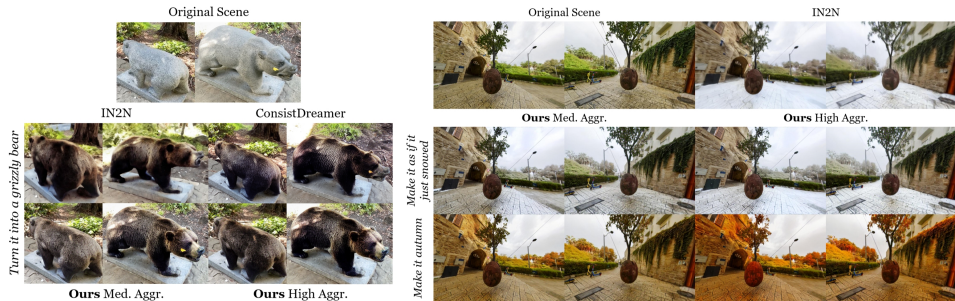 Original Scene
IN2N
ConsistDreamer
Turn it into a grizzly bear
Ours Med. Aggr.
Ours High Aggr.
Original Scene
IN2N
Ours Med. Aggr.
Ours High Aggr.
Make it as if it
just snowed
Make it autumn